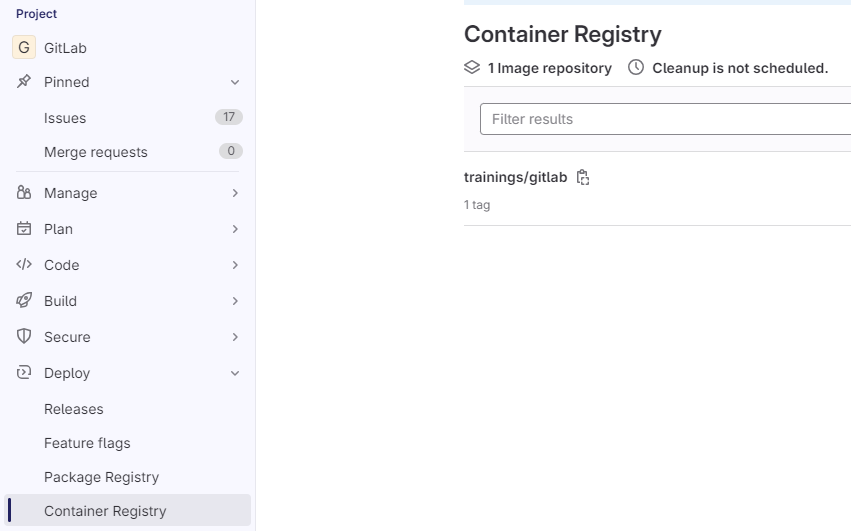 Project
G GitLab
Pinned
Issues 17
Merge requests 0
Manage
Plan
Code
Build
Secure
Deploy
Releases
Feature flags
Package Registry
Container Registry
Container Registry
1 Image repository Cleanup is not scheduled.
Filter results
trainings/gitlab
1 tag